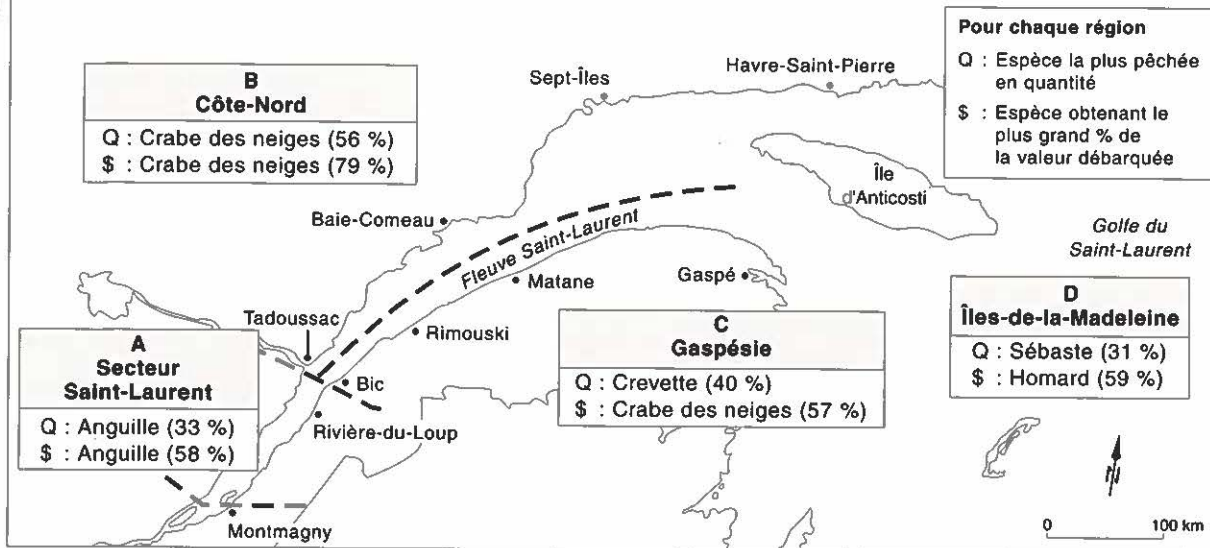 Pour chaque région
Q : Espèce la plus pêchée
en quantité
$ : Espèce obtenant le
plus grand % de
la valeur débarquée
B
Côte-Nord
Q : Crabe des neiges (56 %)
$ : Crabe des neiges (79 %)
Sept-Îles
Havre-Saint-Pierre
Île
d'Anticosti
Baie-Comeau
Fleuve Saint-Laurent
Golfe du
Saint-Laurent
Matane
Gaspé
Tadoussac
Rimouski
Bic
Rivière-du-Loup
A
Secteur
Saint-Laurent
Q : Anguille (33 %)
$ : Anguille (58 %)
C
Gaspésie
Q : Crevette (40 %)
$ : Crabe des neiges (57 %)
D
Îles-de-la-Madeleine
Q : Sébaste (31 %)
$ : Homard (59 %)
Montmagny
N
0 100 km